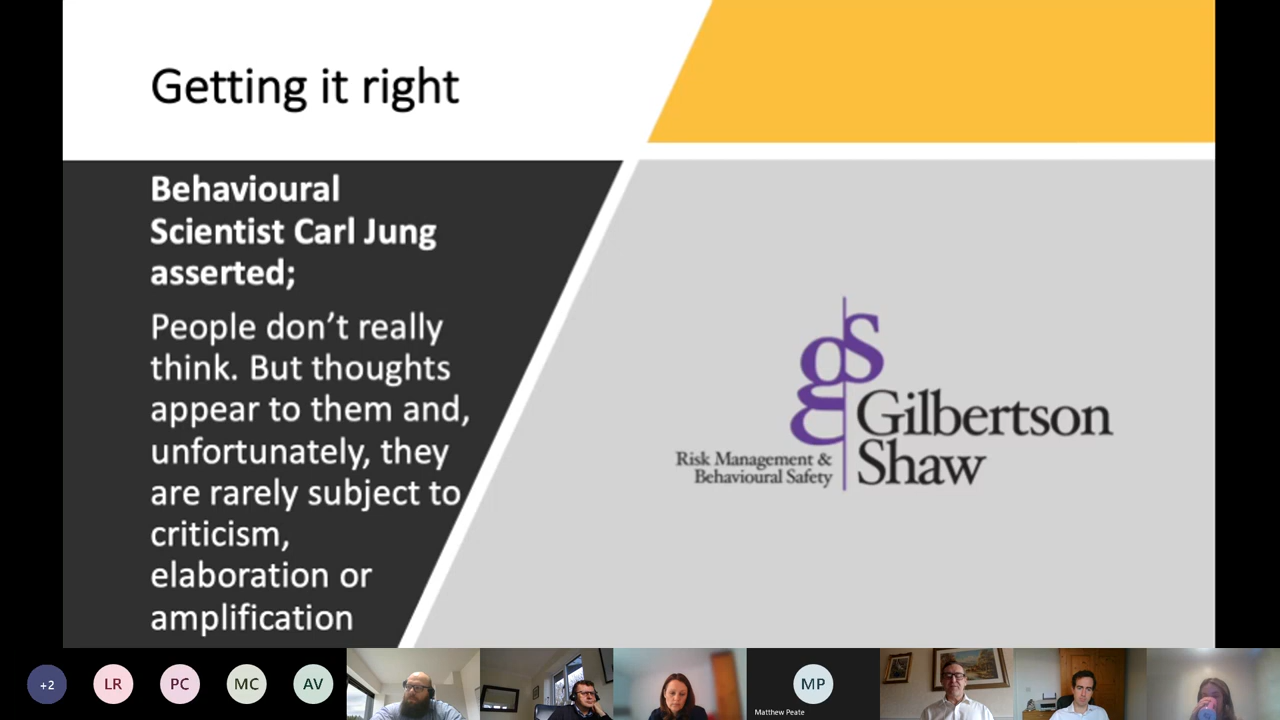 Getting it right
Behavioural
Scientist Carl Jung
asserted;
People don't really
think. But thoughts
appear to them and,
unfortunately, they
are rarely subject to
criticism,
elaboration or
amplification
gs
Gilbertson
Shaw
Risk Management &
Behavioural Safety
+2
LR
PC
MC
AV
MP
Matthew Peate